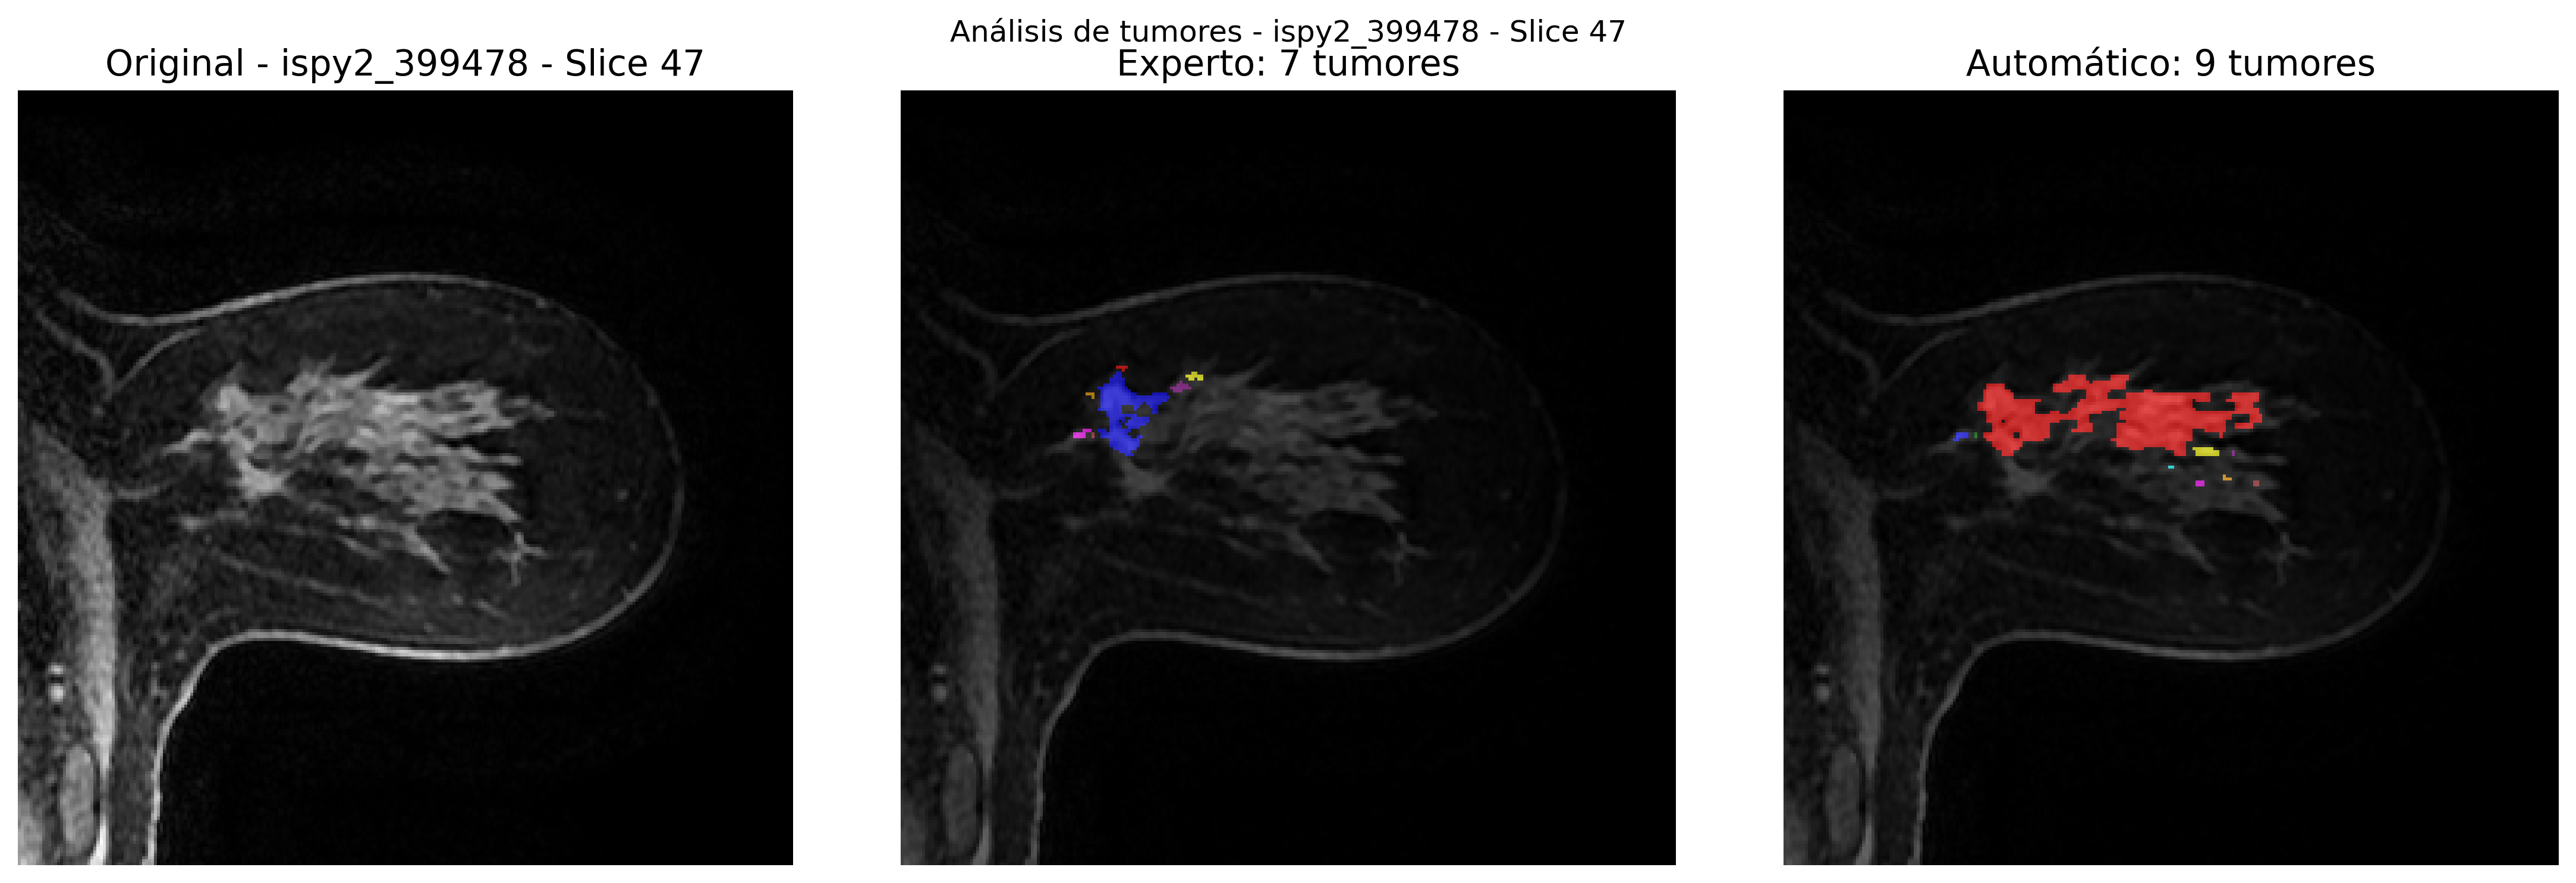 Análisis de tumores - ispy2_399478 - Slice 47
Original - ispy2_399478 - Slice 47
Experto: 7 tumores
Automático: 9 tumores